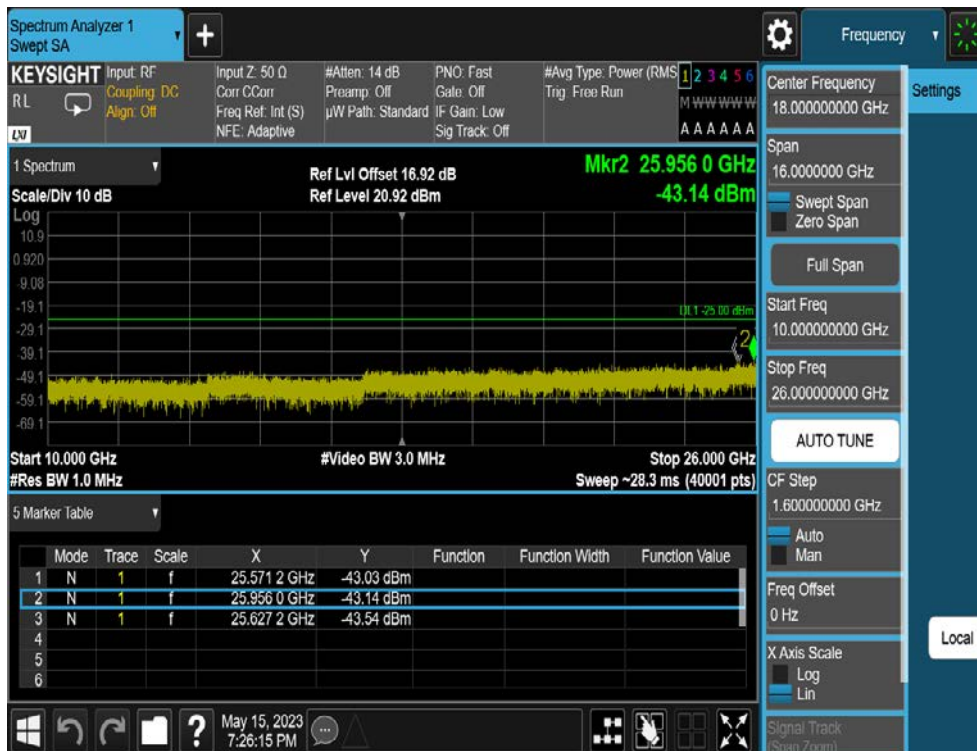 Spectrum Analyzer 1
Swept SA
+
Frequency
KEYSIGHT
RL
LXI
Input: RF
Coupling: DC
Align: Off
Input Z: 50 Ω
Corr CCorr
Freq Ref: Int (S)
NFE: Adaptive
#Atten: 14 dB
Preamp: Off
µW Path: Standard
PNO: Fast
Gate: Off
IF Gain: Low
Sig Track: Off
#Avg Type: Power (RMS
Trig: Free Run
1 2 3 4 5 6
M W W W W W
A A A A A A
1 Spectrum
Scale/Div 10 dB
Ref Lvl Offset 16.92 dB
Ref Level 20.92 dBm
Mkr2 25.956 0 GHz
-43.14 dBm
Log
10.9
0.920
-9.08
-19.1
-29.1
-39.1
-49.1
-59.1
-69.1
DL1 -25.00 dBm
2
Start 10.000 GHz
#Res BW 1.0 MHz
#Video BW 3.0 MHz
Stop 26.000 GHz
Sweep ~28.3 ms (40001 pts)
5 Marker Table
Mode Trace Scale X Y Function Function Width Function Value
1 N 1 f 25.571 2 GHz -43.03 dBm
2 N 1 f 25.956 0 GHz -43.14 dBm
3 N 1 f 25.627 2 GHz -43.54 dBm
4
5
6
May 15, 2023
7:26:15 PM
?
Center Frequency
18.000000000 GHz
Span
16.0000000 GHz
Swept Span
Zero Span
Full Span
Start Freq
10.000000000 GHz
Stop Freq
26.000000000 GHz
AUTO TUNE
CF Step
1.600000000 GHz
Auto
Man
Freq Offset
0 Hz
X Axis Scale
Log
Lin
Signal Track
(Span Zoom)
Settings
Local